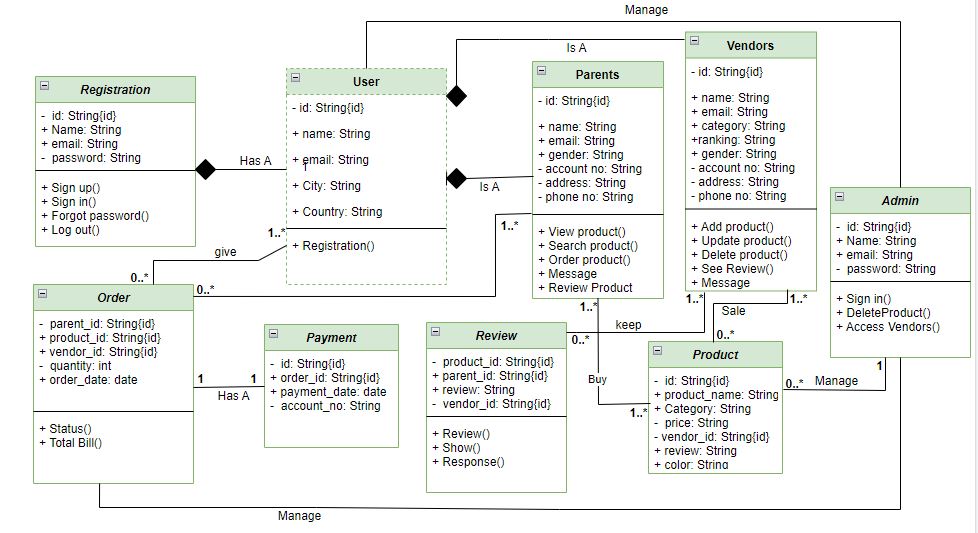 Manage
Is A
Registration
- id: String{id}
+ Name: String
+ email: String
- password: String
+ Sign up()
+ Sign in()
+ Forgot password()
+ Log out()
Has A
User
- id: String{id}
+ name: String
+ email: String
+ City: String
+ Country: String
+ Registration()
1..*
give
0..*
Is A
Parents
- id: String{id}
+ name: String
+ email: String
+ gender: String
- account no: String
- address: String
- phone no: String
+ View product()
+ Search product()
+ Order product()
+ Message
+ Review Product
1..*
0..*
1..*
Vendors
- id: String{id}
+ name: String
+ email: String
+ category: String
+ranking: String
+ gender: String
- account no: String
- address: String
- phone no: String
+ Add product()
+ Update product()
+ Delete product()
+ See Review()
+ Message
1..*
1..*
Sale
0..*
keep
0..*
Admin
- id: String{id}
+ Name: String
+ email: String
- password: String
+ Sign in()
+ DeleteProduct()
+ Access Vendors()
1
Manage
0..*
Order
- parent_id: String{id}
+ product_id: String{id}
+ vendor_id: String{id}
- quantity: int
+ order_date: date
+ Status()
+ Total Bill()
1
1
Has A
Payment
- id: String{id}
+ order_id: String{id}
+ payment_date: date
- account_no: String
Review
- product_id: String{id}
+ parent_id: String{id}
+ review: String
- vendor_id: String{id}
+ Review()
+ Show()
+ Response()
Buy
1..*
Product
- id: String{id}
+ product_name: String
+ Category: String
- price: String
- vendor_id: String{id}
+ review: String
+ color: String
Manage